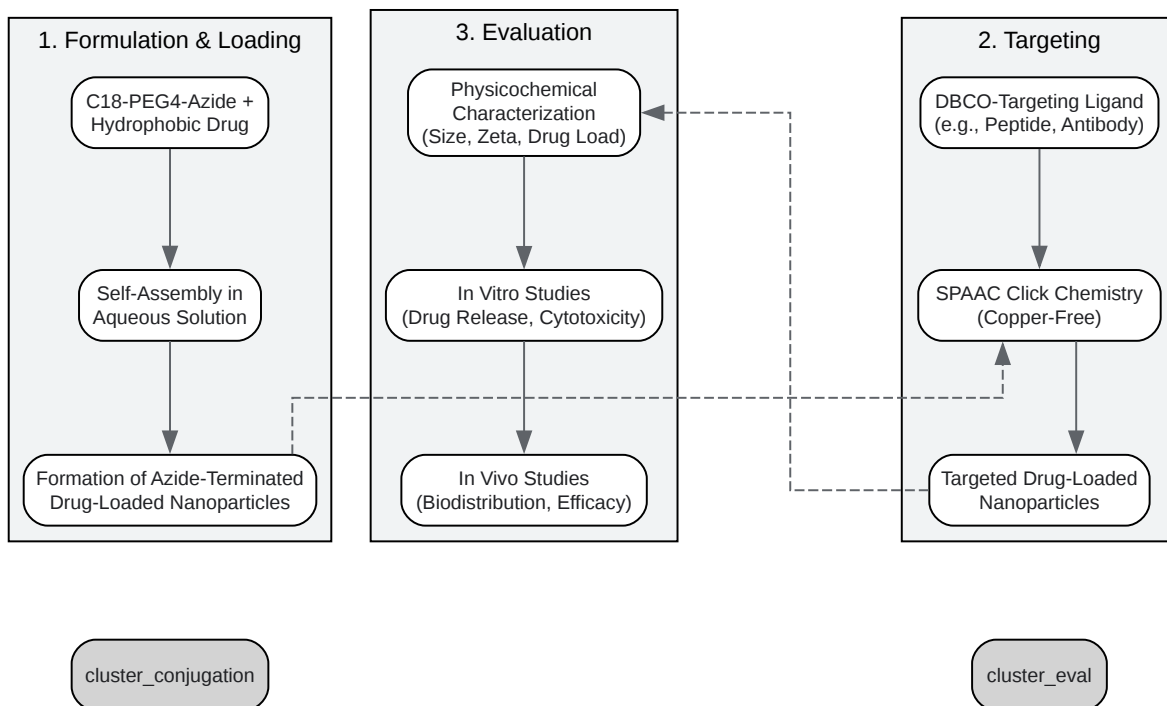 1. Formulation & Loading
C18-PEG4-Azide +
Hydrophobic Drug
Self-Assembly in
Aqueous Solution
Formation of Azide-Terminated
Drug-Loaded Nanoparticles
3. Evaluation
Physicochemical
Characterization
(Size, Zeta, Drug Load)
In Vitro Studies
(Drug Release, Cytotoxicity)
In Vivo Studies
(Biodistribution, Efficacy)
2. Targeting
DBCO-Targeting Ligand
(e.g., Peptide, Antibody)
SPAAC Click Chemistry
(Copper-Free)
Targeted Drug-Loaded
Nanoparticles
cluster_conjugation
cluster_eval